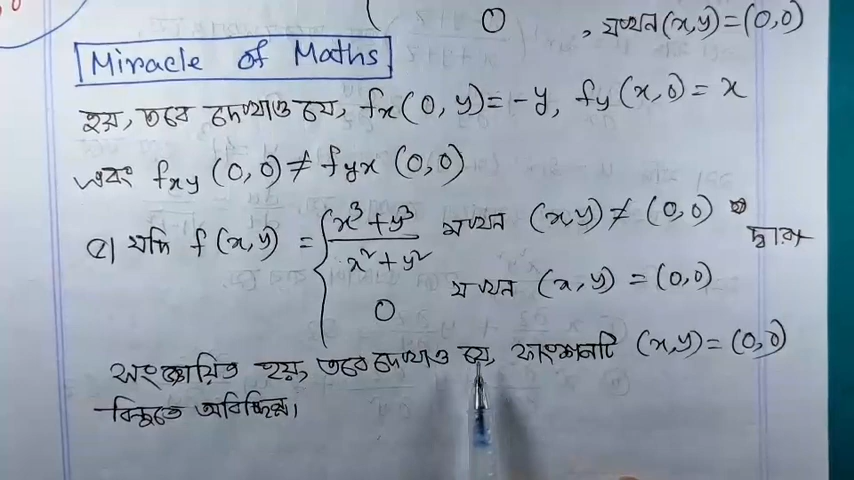 0 , যখন (x,y) = (0,0)
Miracle of Maths
হয়, তবে দেখাও যে, fx(0, y) = -y, fy(x,0) = x
এবং fxy (0,0) ≠ fyx (0,0)
যদি f(x,y) = { x³+y³ / x²+y² যখন (x,y) ≠ (0,0) দ্বারা
0 যখন (x,y) = (0,0)
সংজ্ঞায়িত হয়, তবে দেখাও যে, ফাংশনটি (x,y) = (0,0)
বিন্দুতে অবিচ্ছিন্ন।